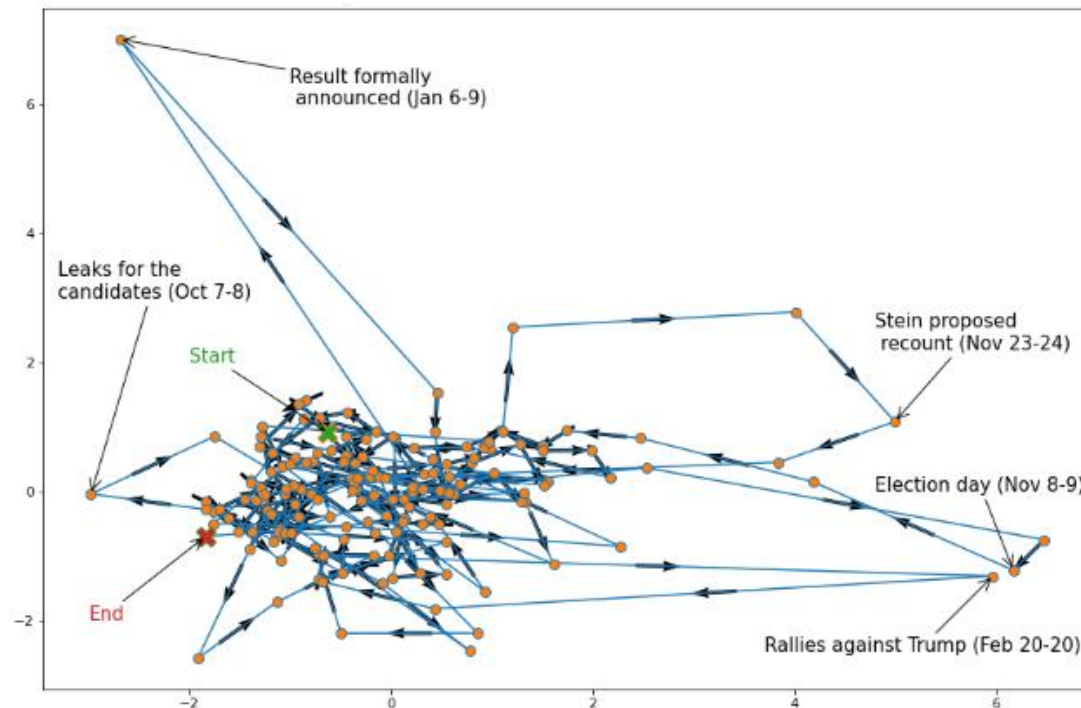 6
4
2
0
−2
−2
0
2
4
6
Result formally
announced (Jan 6-9)
Leaks for the
candidates (Oct 7-8)
Start
Stein proposed
recount (Nov 23-24)
Election day (Nov 8-9)
End
Rallies against Trump (Feb 20-20)